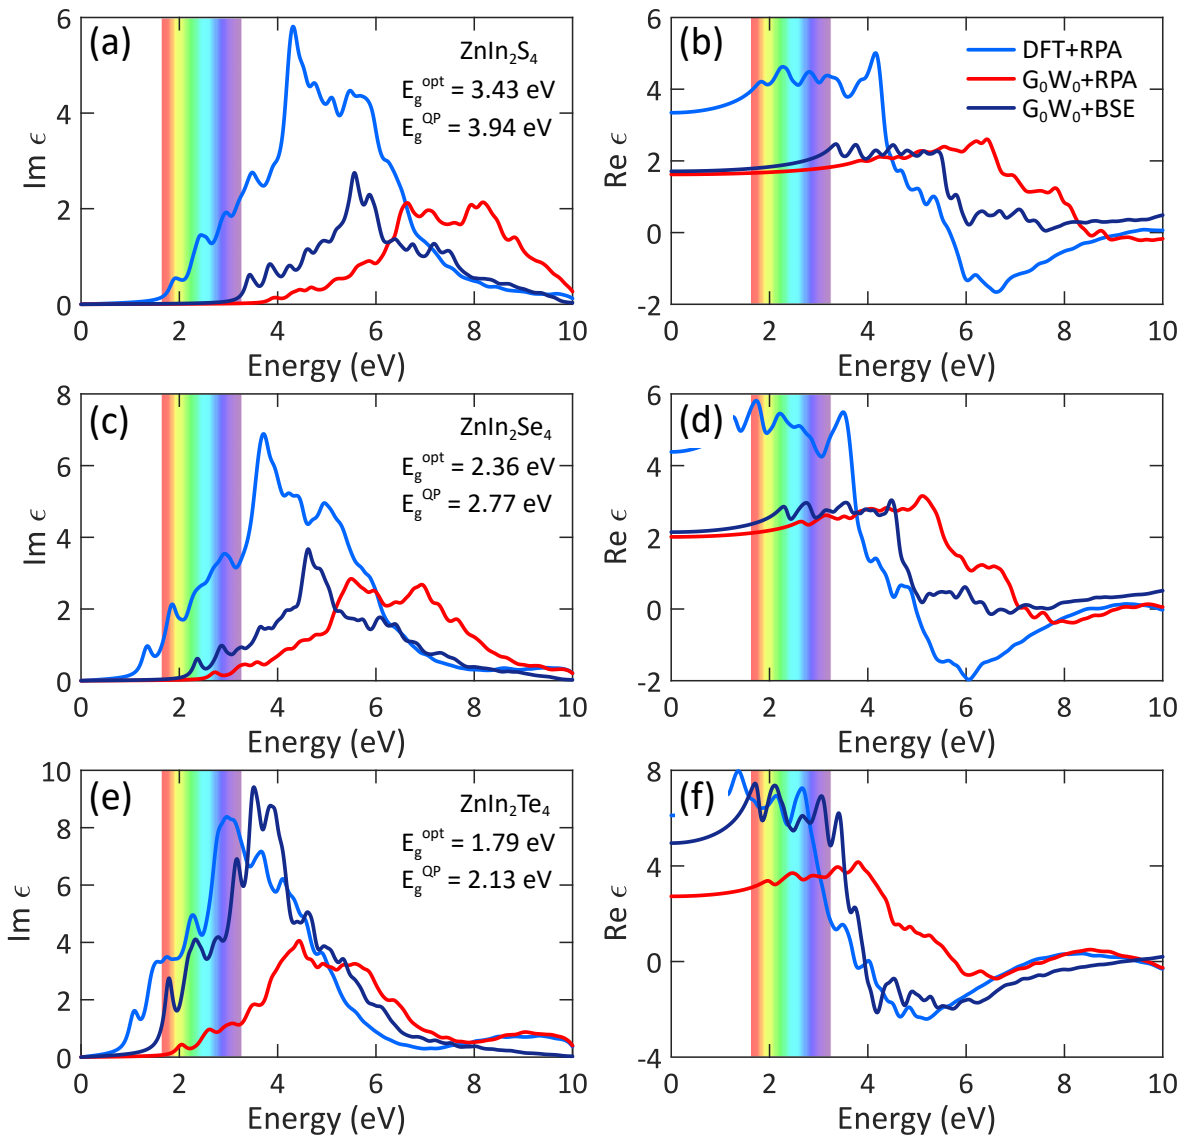 (a)
ZnIn₂S₄
E_g^opt = 3.43 eV
E_g^QP = 3.94 eV
Im ϵ
6
4
2
0
0 2 4 6 8 10
Energy (eV)
(b)
DFT+RPA
G₀W₀+RPA
G₀W₀+BSE
Re ϵ
6
4
2
0
-2
0 2 4 6 8 10
Energy (eV)
(c)
ZnIn₂Se₄
E_g^opt = 2.36 eV
E_g^QP = 2.77 eV
Im ϵ
8
6
4
2
0
0 2 4 6 8 10
Energy (eV)
(d)
Re ϵ
6
4
2
0
-2
0 2 4 6 8 10
Energy (eV)
(e)
ZnIn₂Te₄
E_g^opt = 1.79 eV
E_g^QP = 2.13 eV
Im ϵ
10
8
6
4
2
0
0 2 4 6 8 10
Energy (eV)
(f)
Re ϵ
8
4
0
-4
0 2 4 6 8 10
Energy (eV)